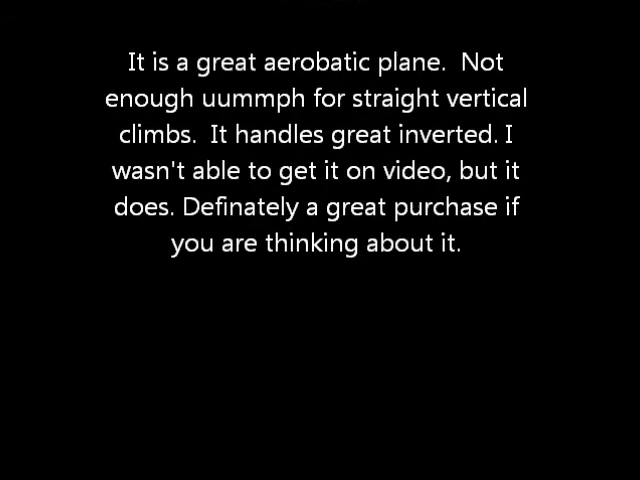 It is a great aerobatic plane.  Not
enough uummph for straight vertical
climbs.  It handles great inverted. I
wasn't able to get it on video, but it
does. Definately a great purchase if
you are thinking about it.